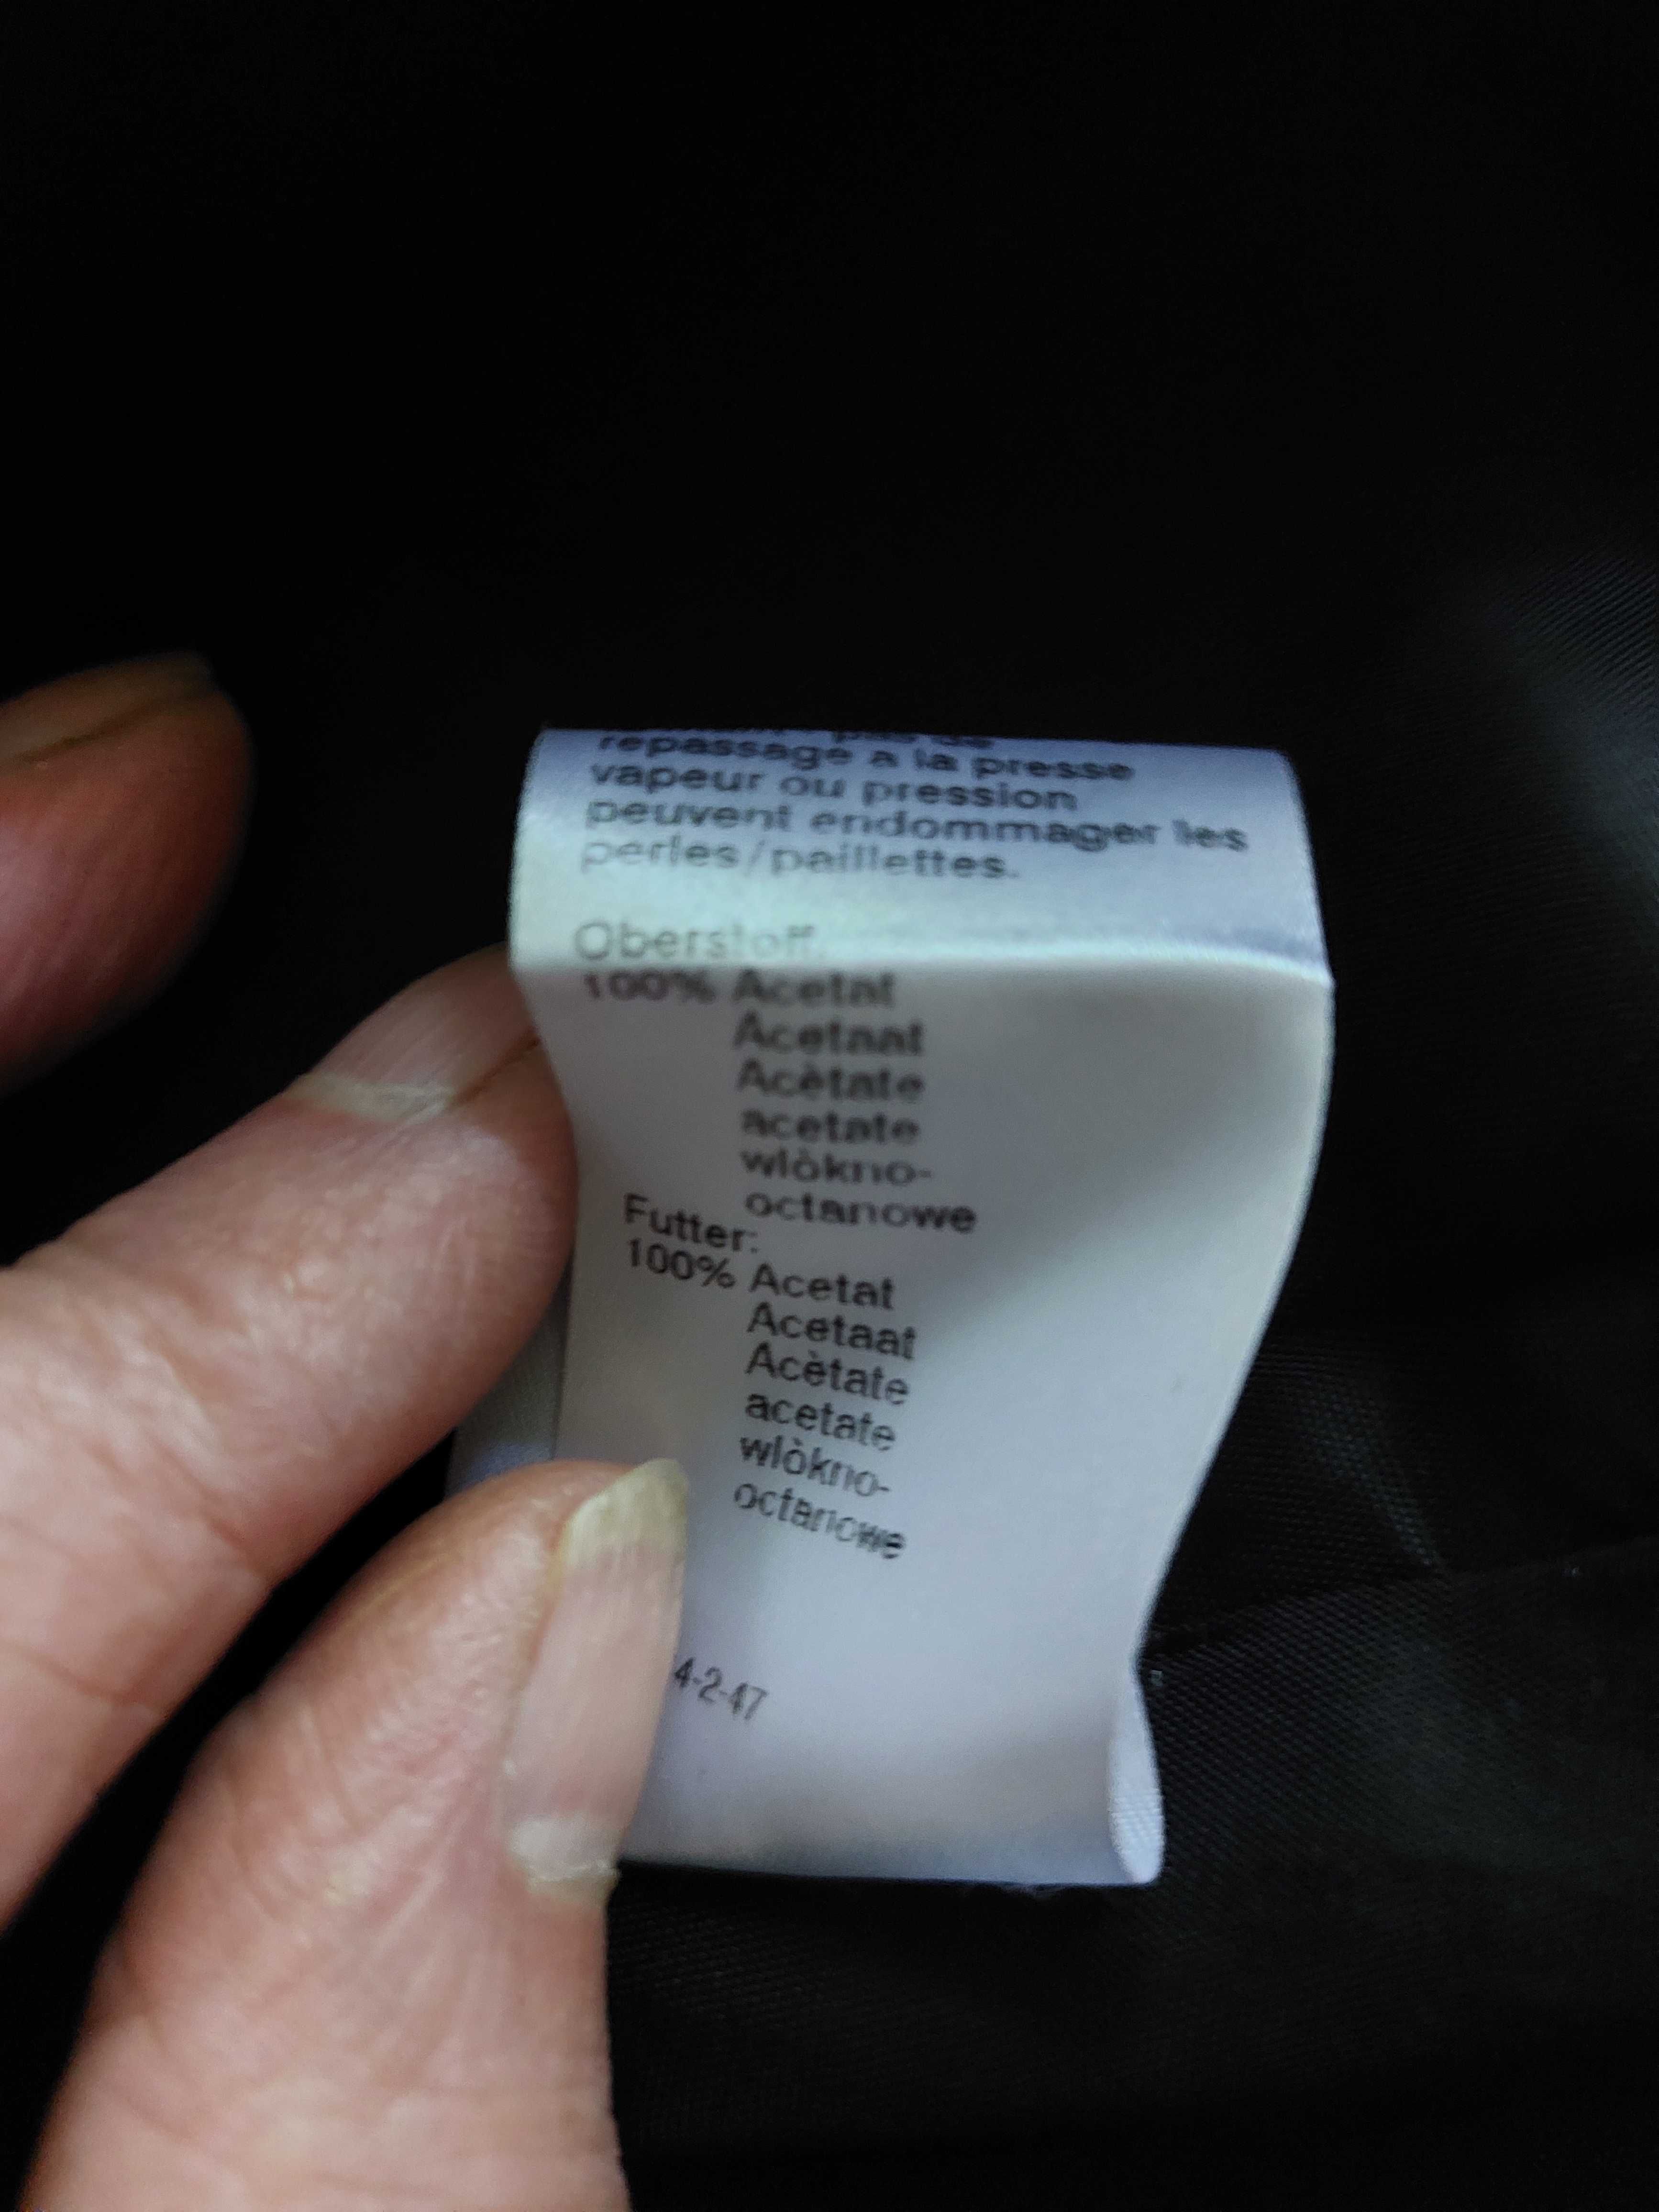 repassage a la presse
vapeur ou pression
peuvent endommager les
perles/paillettes.
Oberstoff:
100% Acetat
Acetaat
Acètate
acetate
wlòkno-
octanowe
Futter:
100% Acetat
Acetaat
Acètate
acetate
wlòkno-
octanowe
4-2-47